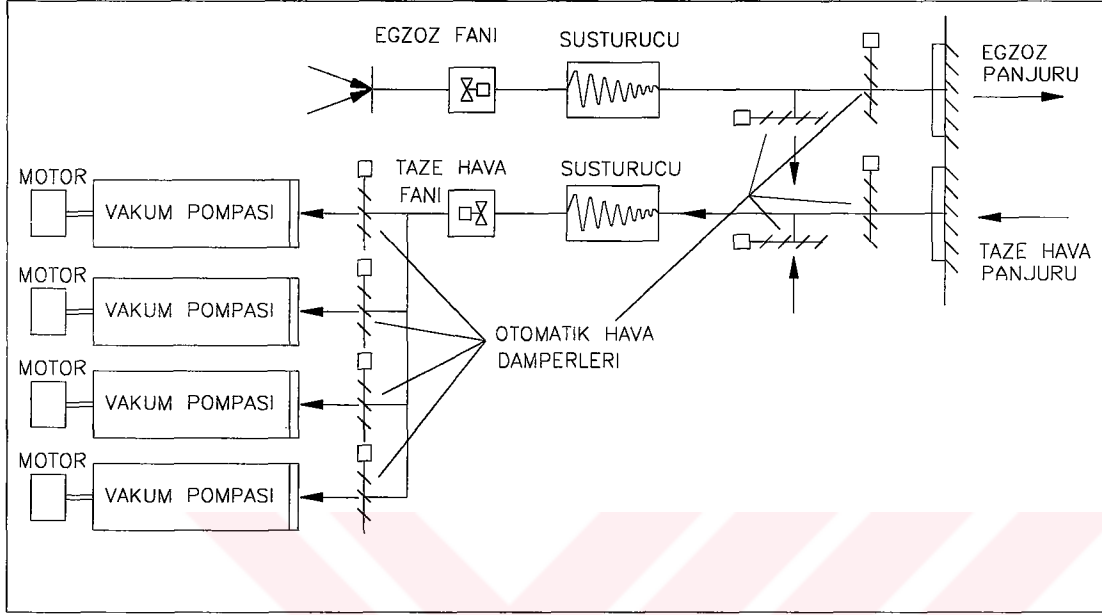 EGZOZ FANI
SUSTURUCU
EGZOZ
PANJURU
MOTOR
VAKUM POMPASI
TAZE HAVA
FANI
SUSTURUCU
TAZE HAVA
PANJURU
MOTOR
VAKUM POMPASI
OTOMATIK HAVA
DAMPERLERİ
MOTOR
VAKUM POMPASI
MOTOR
VAKUM POMPASI